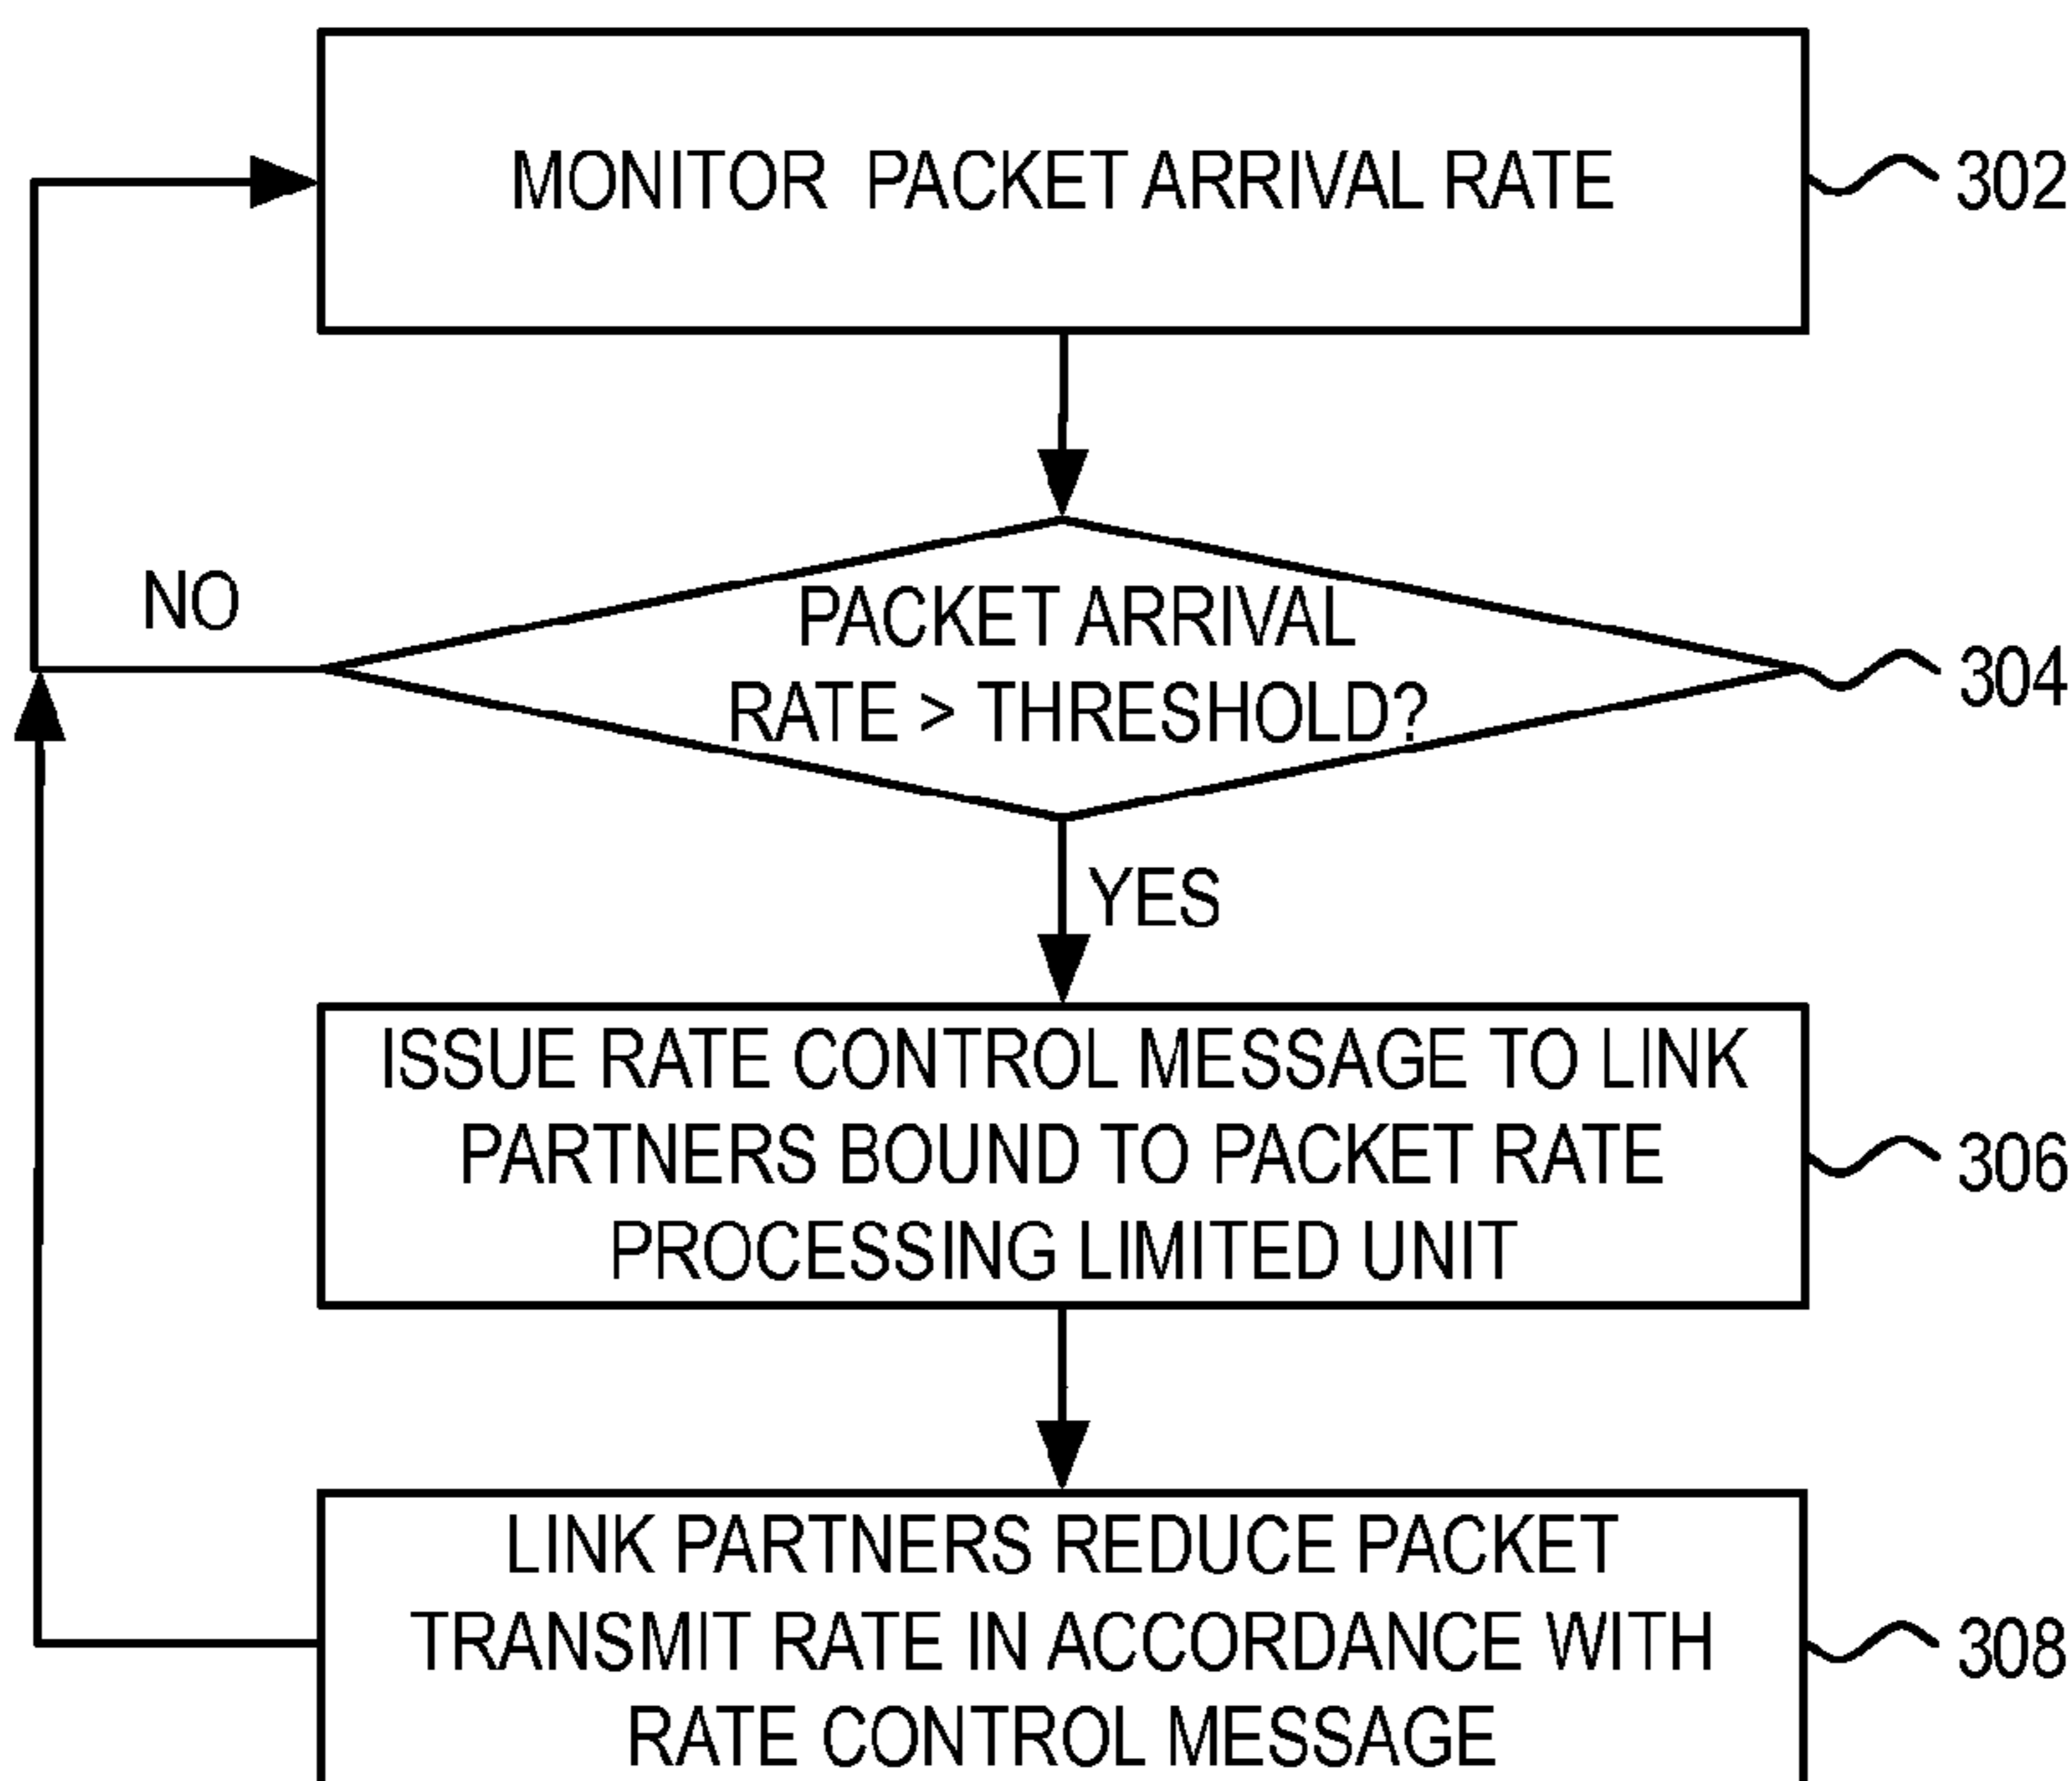 MONITOR PACKET ARRIVAL RATE
302
NO
PACKET ARRIVAL
RATE > THRESHOLD?
304
YES
ISSUE RATE CONTROL MESSAGE TO LINK
PARTNERS BOUND TO PACKET RATE
PROCESSING LIMITED UNIT
306
LINK PARTNERS REDUCE PACKET
TRANSMIT RATE IN ACCORDANCE WITH
RATE CONTROL MESSAGE
308